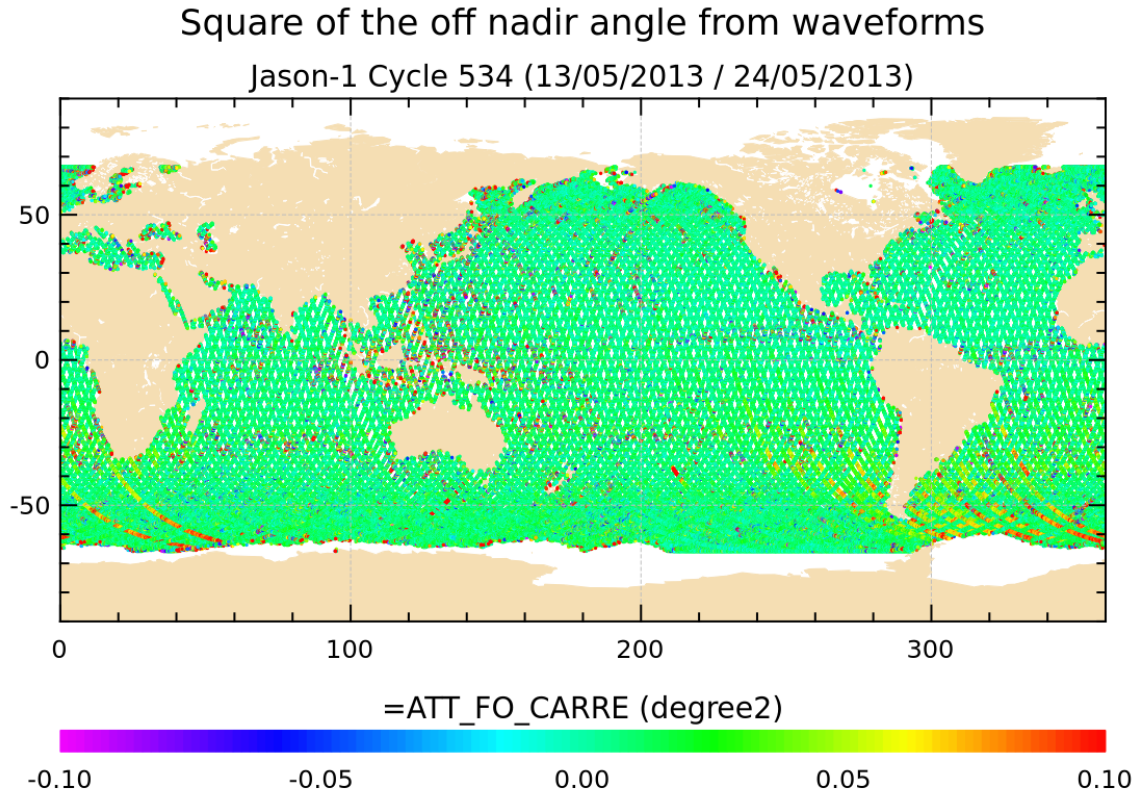 Square of the off nadir angle from waveforms
Jason-1 Cycle 534 (13/05/2013 / 24/05/2013)
50
0
-50
0 100 200 300
=ATT_FO_CARRE (degree2)
-0.10 -0.05 0.00 0.05 0.10